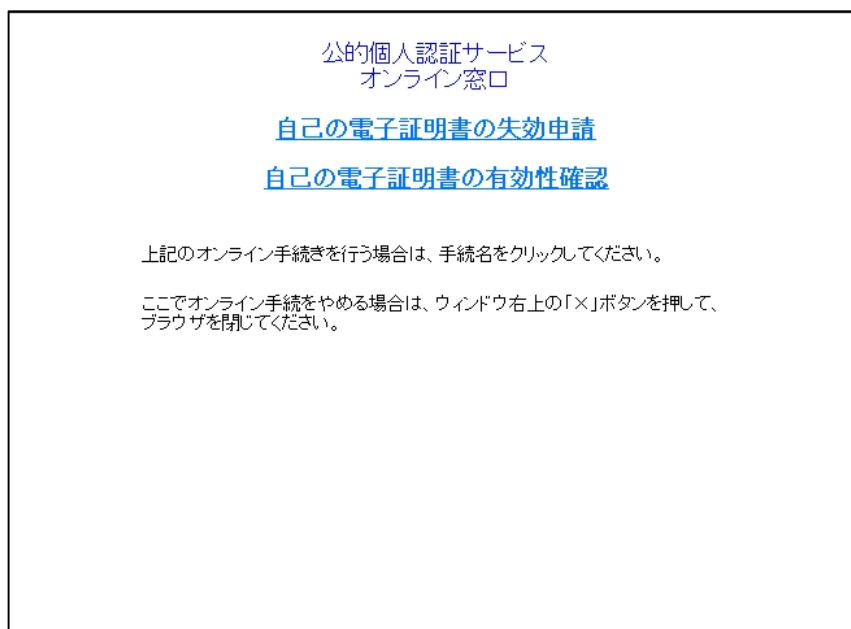 公的個人認証サービス
オンライン窓口
自己の電子証明書の失効申請
自己の電子証明書の有効性確認
上記のオンライン手続きを行う場合は、手続名をクリックしてください。
ここでオンライン手続をやめる場合は、ウィンドウ右上の「×」ボタンを押して、
ブラウザを閉じてください。